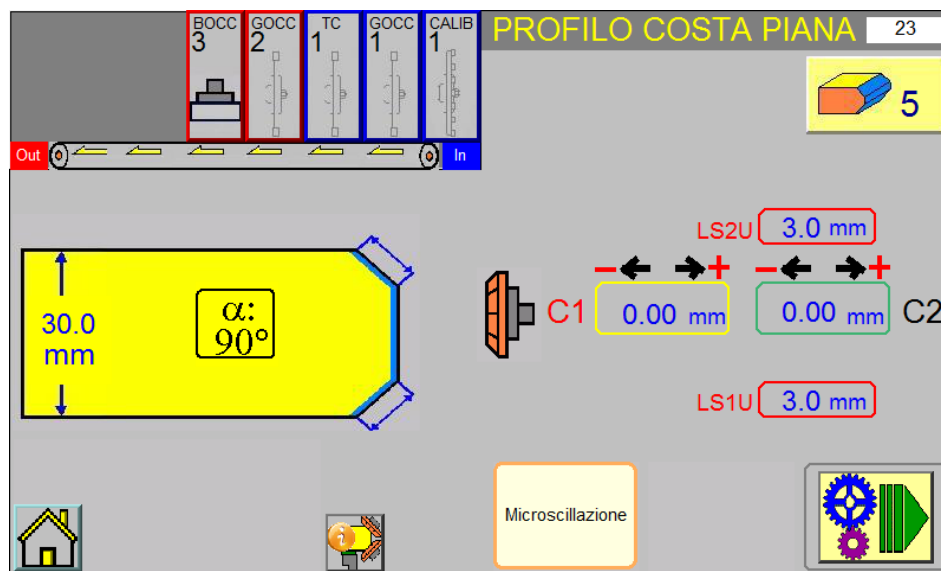 BOCC GOCC TC GOCC CALIB
3 2 1 1 1
PROFILO COSTA PIANA 23
5
Out In
LS2U 3.0 mm
- +  - +
30.0
mm
α:
90°
C1 0.00 mm 0.00 mm C2
LS1U 3.0 mm
Microscillazione
i